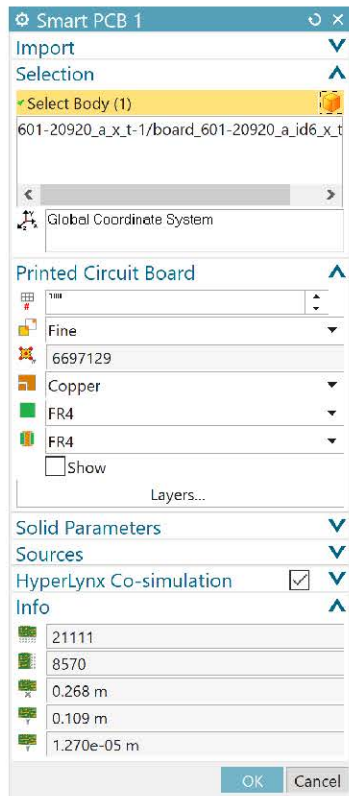 Smart PCB 1
Import
Selection
Select Body (1)
601-20920_a_x_t-1/board_601-20920_a_id6_x_t
Global Coordinate System
Printed Circuit Board
Fine
6697129
Copper
FR4
FR4
Show
Layers...
Solid Parameters
Sources
HyperLynx Co-simulation
Info
21111
8570
0.268 m
0.109 m
1.270e-05 m
OK Cancel